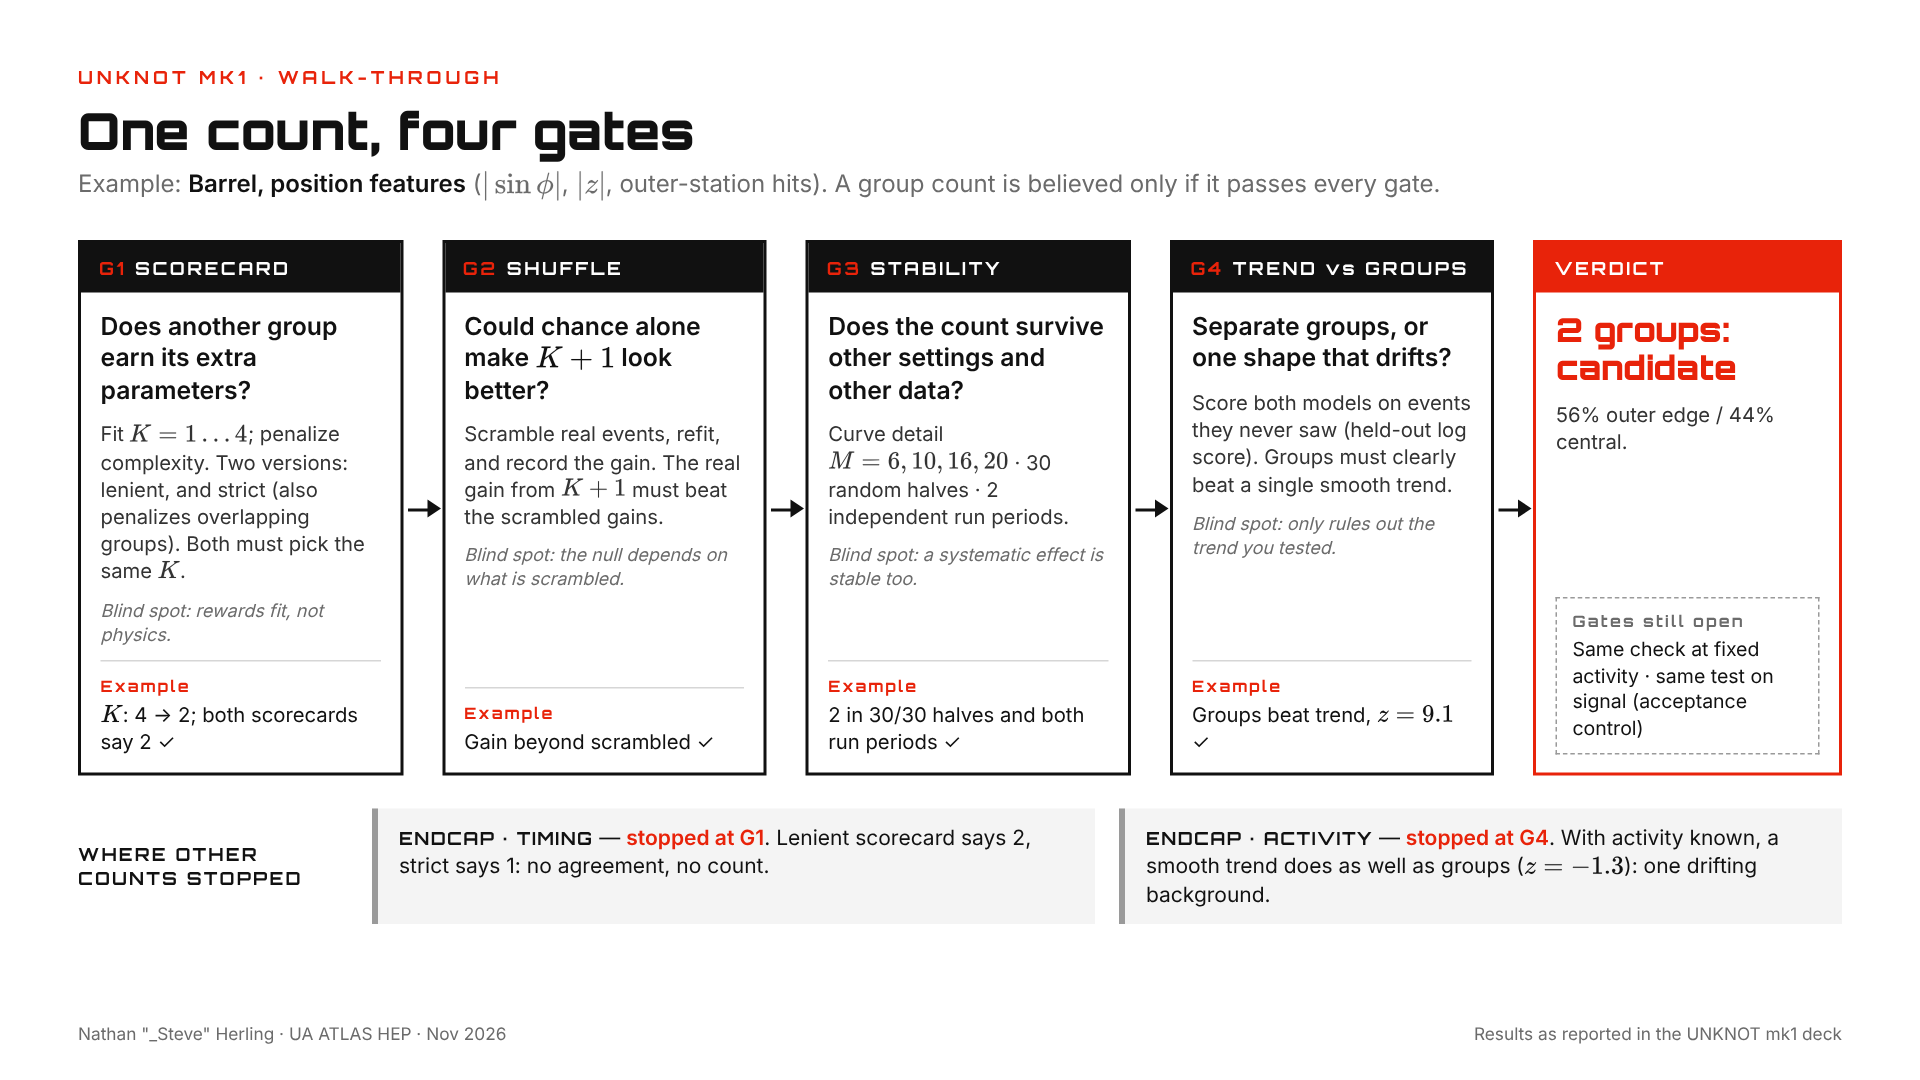 UNKNOT MK1 · WALK-THROUGH
One count, four gates
Example: Barrel, position features (| sin ϕ|, |z|, outer-station hits). A group count is believed only if it passes every gate.
G1 SCORECARD
Does another group
earn its extra
parameters?
Fit K = 1 … 4; penalize
complexity. Two versions:
lenient, and strict (also
penalizes overlapping
groups). Both must pick the
same K.
Blind spot: rewards fit, not
physics.
Example
K: 4 → 2; both scorecards
say 2 ✓
G2 SHUFFLE
Could chance alone
make K + 1 look
better?
Scramble real events, refit,
and record the gain. The real
gain from K + 1 must beat
the scrambled gains.
Blind spot: the null depends on
what is scrambled.
Example
Gain beyond scrambled ✓
G3 STABILITY
Does the count survive
other settings and
other data?
Curve detail
M = 6, 10, 16, 20 · 30
random halves · 2
independent run periods.
Blind spot: a systematic effect is
stable too.
Example
2 in 30/30 halves and both
run periods ✓
G4 TREND vs GROUPS
Separate groups, or
one shape that drifts?
Score both models on events
they never saw (held-out log
score). Groups must clearly
beat a single smooth trend.
Blind spot: only rules out the
trend you tested.
Example
Groups beat trend, z = 9.1
✓
VERDICT
2 groups:
candidate
56% outer edge / 44%
central.
Gates still open
Same check at fixed
activity · same test on
signal (acceptance
control)
WHERE OTHER
COUNTS STOPPED
ENDCAP · TIMING — stopped at G1. Lenient scorecard says 2,
strict says 1: no agreement, no count.
ENDCAP · ACTIVITY — stopped at G4. With activity known, a
smooth trend does as well as groups (z = −1.3): one drifting
background.
Nathan "_Steve" Herling · UA ATLAS HEP · Nov 2026
Results as reported in the UNKNOT mk1 deck